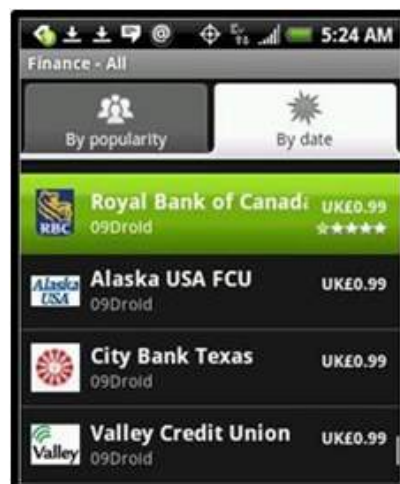 5:24 AM
Finance - All
By popularity
By date
Royal Bank of Canada UK£0.99
RBC
09Droid
Alaska USA
Alaska USA FCU UK£0.99
09Droid
City Bank Texas UK£0.99
09Droid
Valley
Valley Credit Union UK£0.99
09Droid